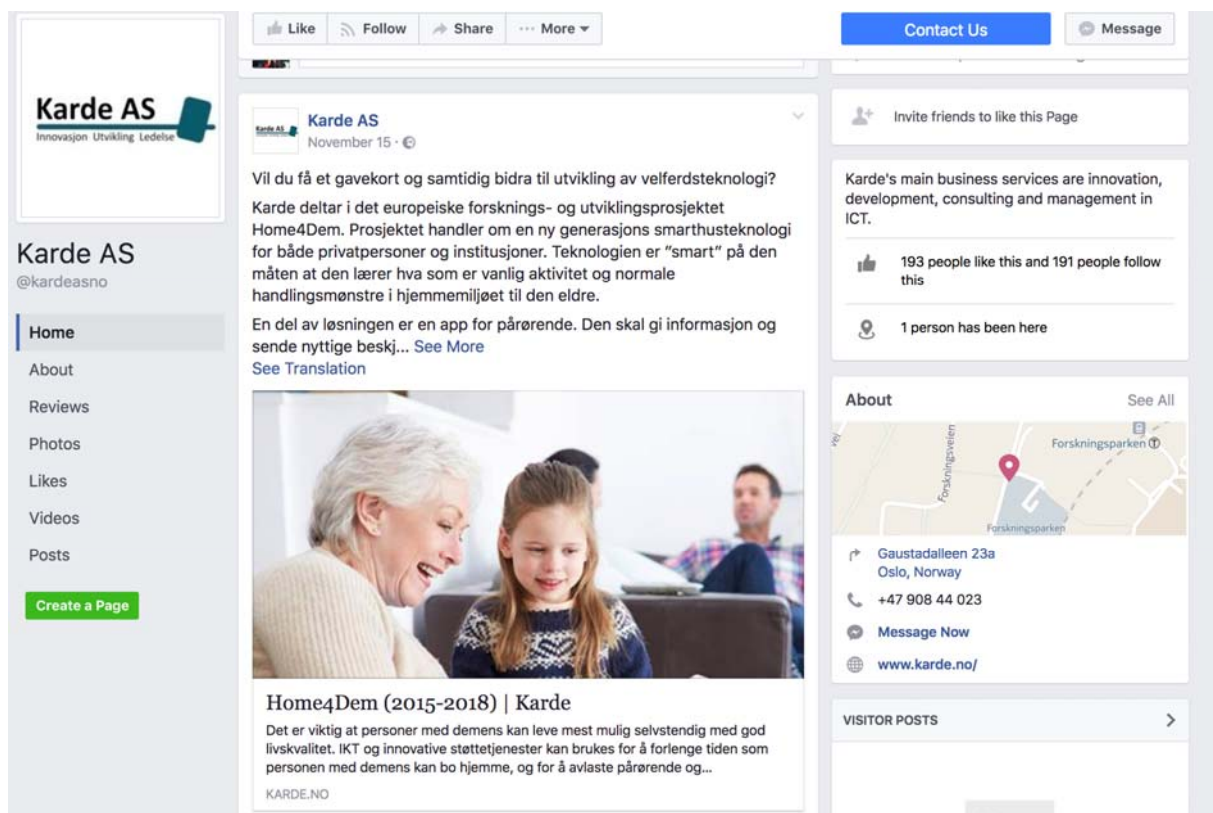 Karde AS
Innovasjon Utvikling Ledelse
Karde AS
@kardeasno
Home
About
Reviews
Photos
Likes
Videos
Posts
Create a Page
Like
Follow
Share
More
Karde AS
Karde AS
November 15
Vil du få et gavekort og samtidig bidra til utvikling av velferdsteknologi?
Karde deltar i det europeiske forsknings- og utviklingsprosjektet
Home4Dem. Prosjektet handler om en ny generasjons smarthusteknologi
for både privatpersoner og institusjoner. Teknologien er "smart" på den
måten at den lærer hva som er vanlig aktivitet og normale
handlingsmønstre i hjemmemiljøet til den eldre.
En del av løsningen er en app for pårørende. Den skal gi informasjon og
sende nyttige beskj... See More
See Translation
Home4Dem (2015-2018) | Karde
Det er viktig at personer med demens kan leve mest mulig selvstendig med god
livskvalitet. IKT og innovative støttetjenester kan brukes for å forlenge tiden som
personen med demens kan bo hjemme, og for å avlaste pårørende og...
KARDE.NO
Contact Us
Message
Invite friends to like this Page
Karde's main business services are innovation,
development, consulting and management in
ICT.
193 people like this and 191 people follow
this
1 person has been here
About
See All
Forskningsveien
Forskningsparken
Forskningsparken
Gaustadalleen 23a
Oslo, Norway
+47 908 44 023
Message Now
www.karde.no/
VISITOR POSTS